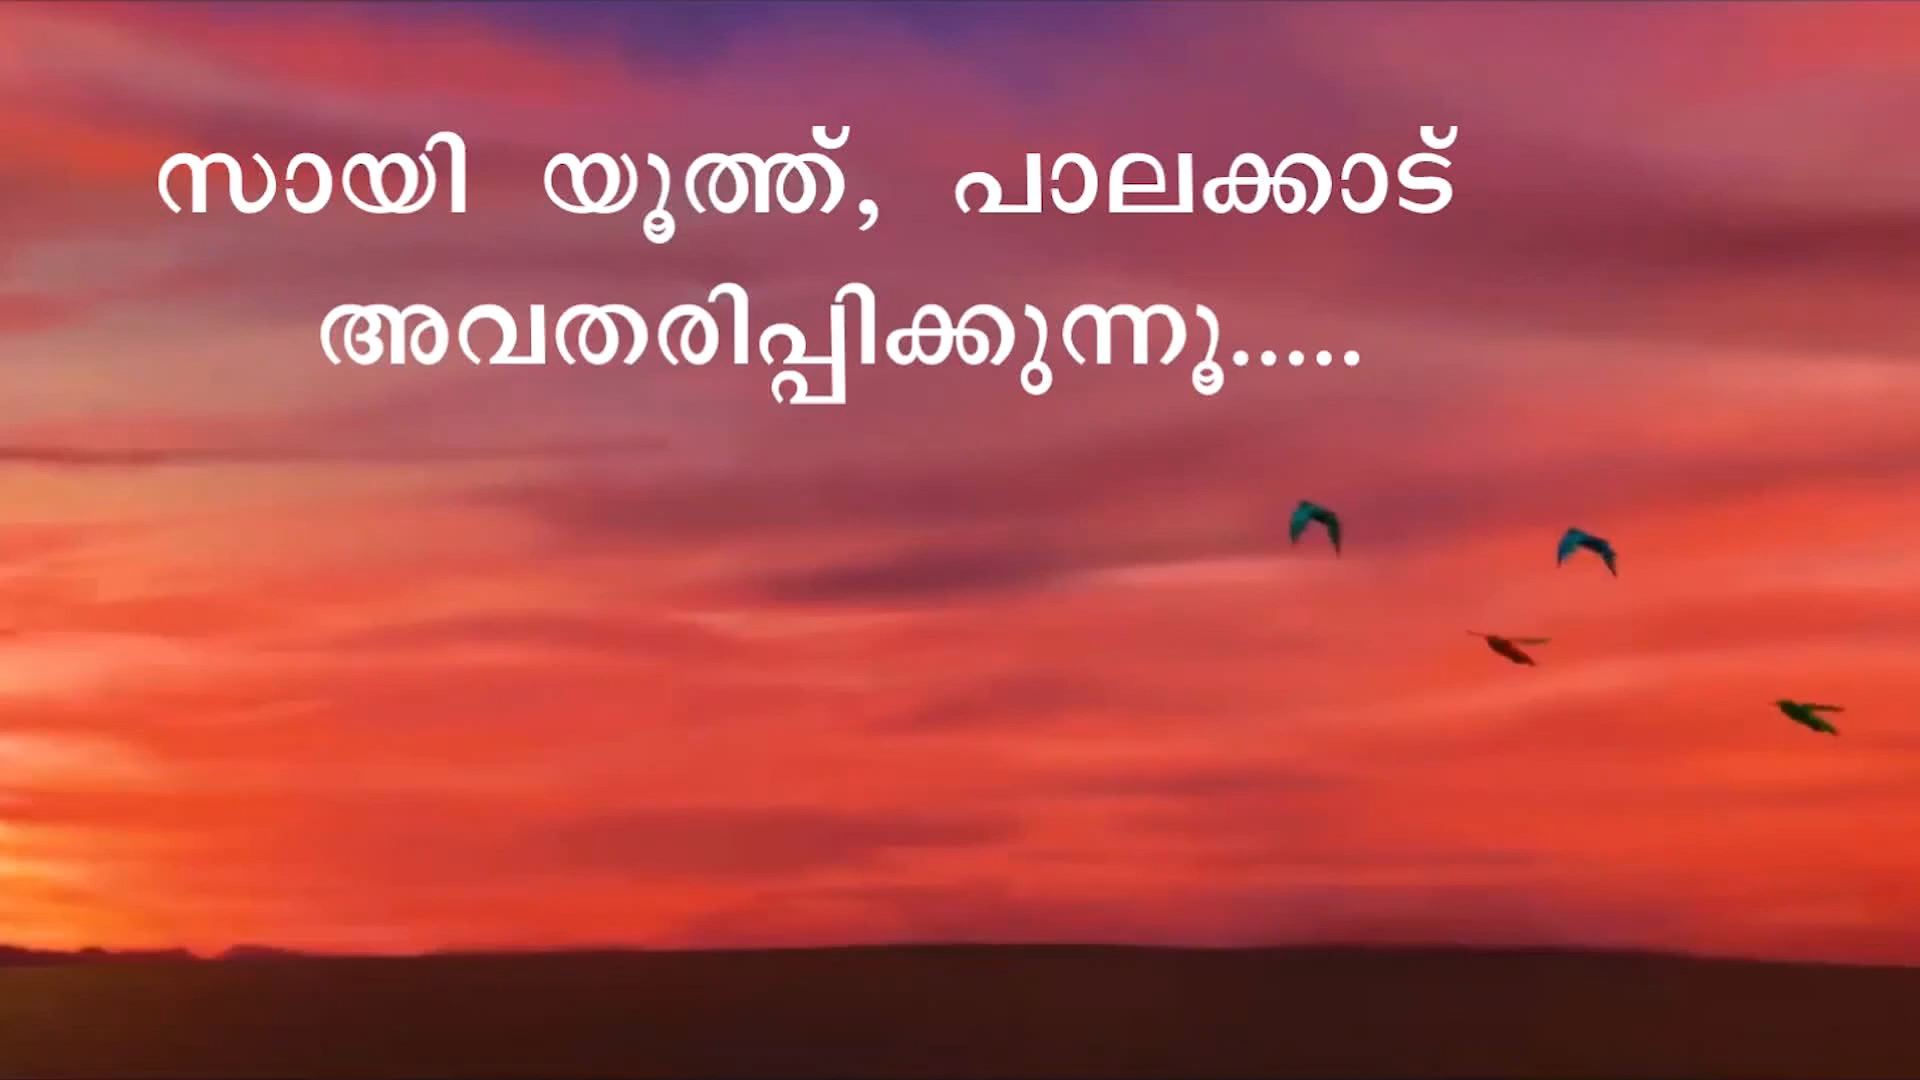 സായി യൂത്ത്, പാലക്കാട്
അവതരിപ്പിക്കുന്നൂ.....